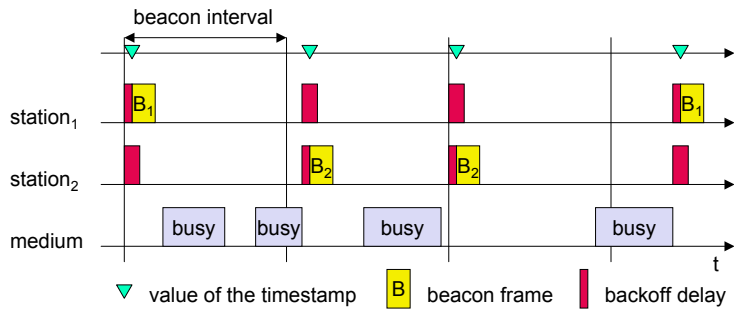 beacon interval
station₁ B₁ B₁
station₂ B₂ B₂
medium busy busy busy busy
t
value of the timestamp B beacon frame backoff delay